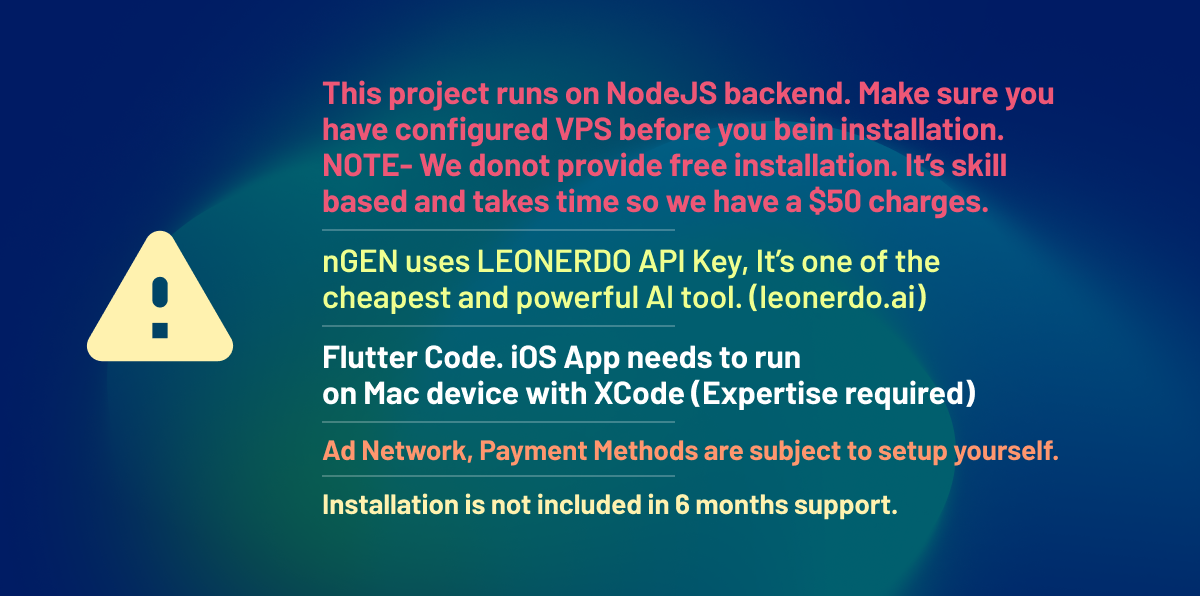 This project runs on NodeJS backend. Make sure you
have configured VPS before you bein installation.
NOTE- We donot provide free installation. It's skill
based and takes time so we have a $50 charges.
nGEN uses LEONERDO API Key, It's one of the
cheapest and powerful AI tool. (leonerdo.ai)
Flutter Code. iOS App needs to run
on Mac device with XCode (Expertise required)
Ad Network, Payment Methods are subject to setup yourself.
Installation is not included in 6 months support.